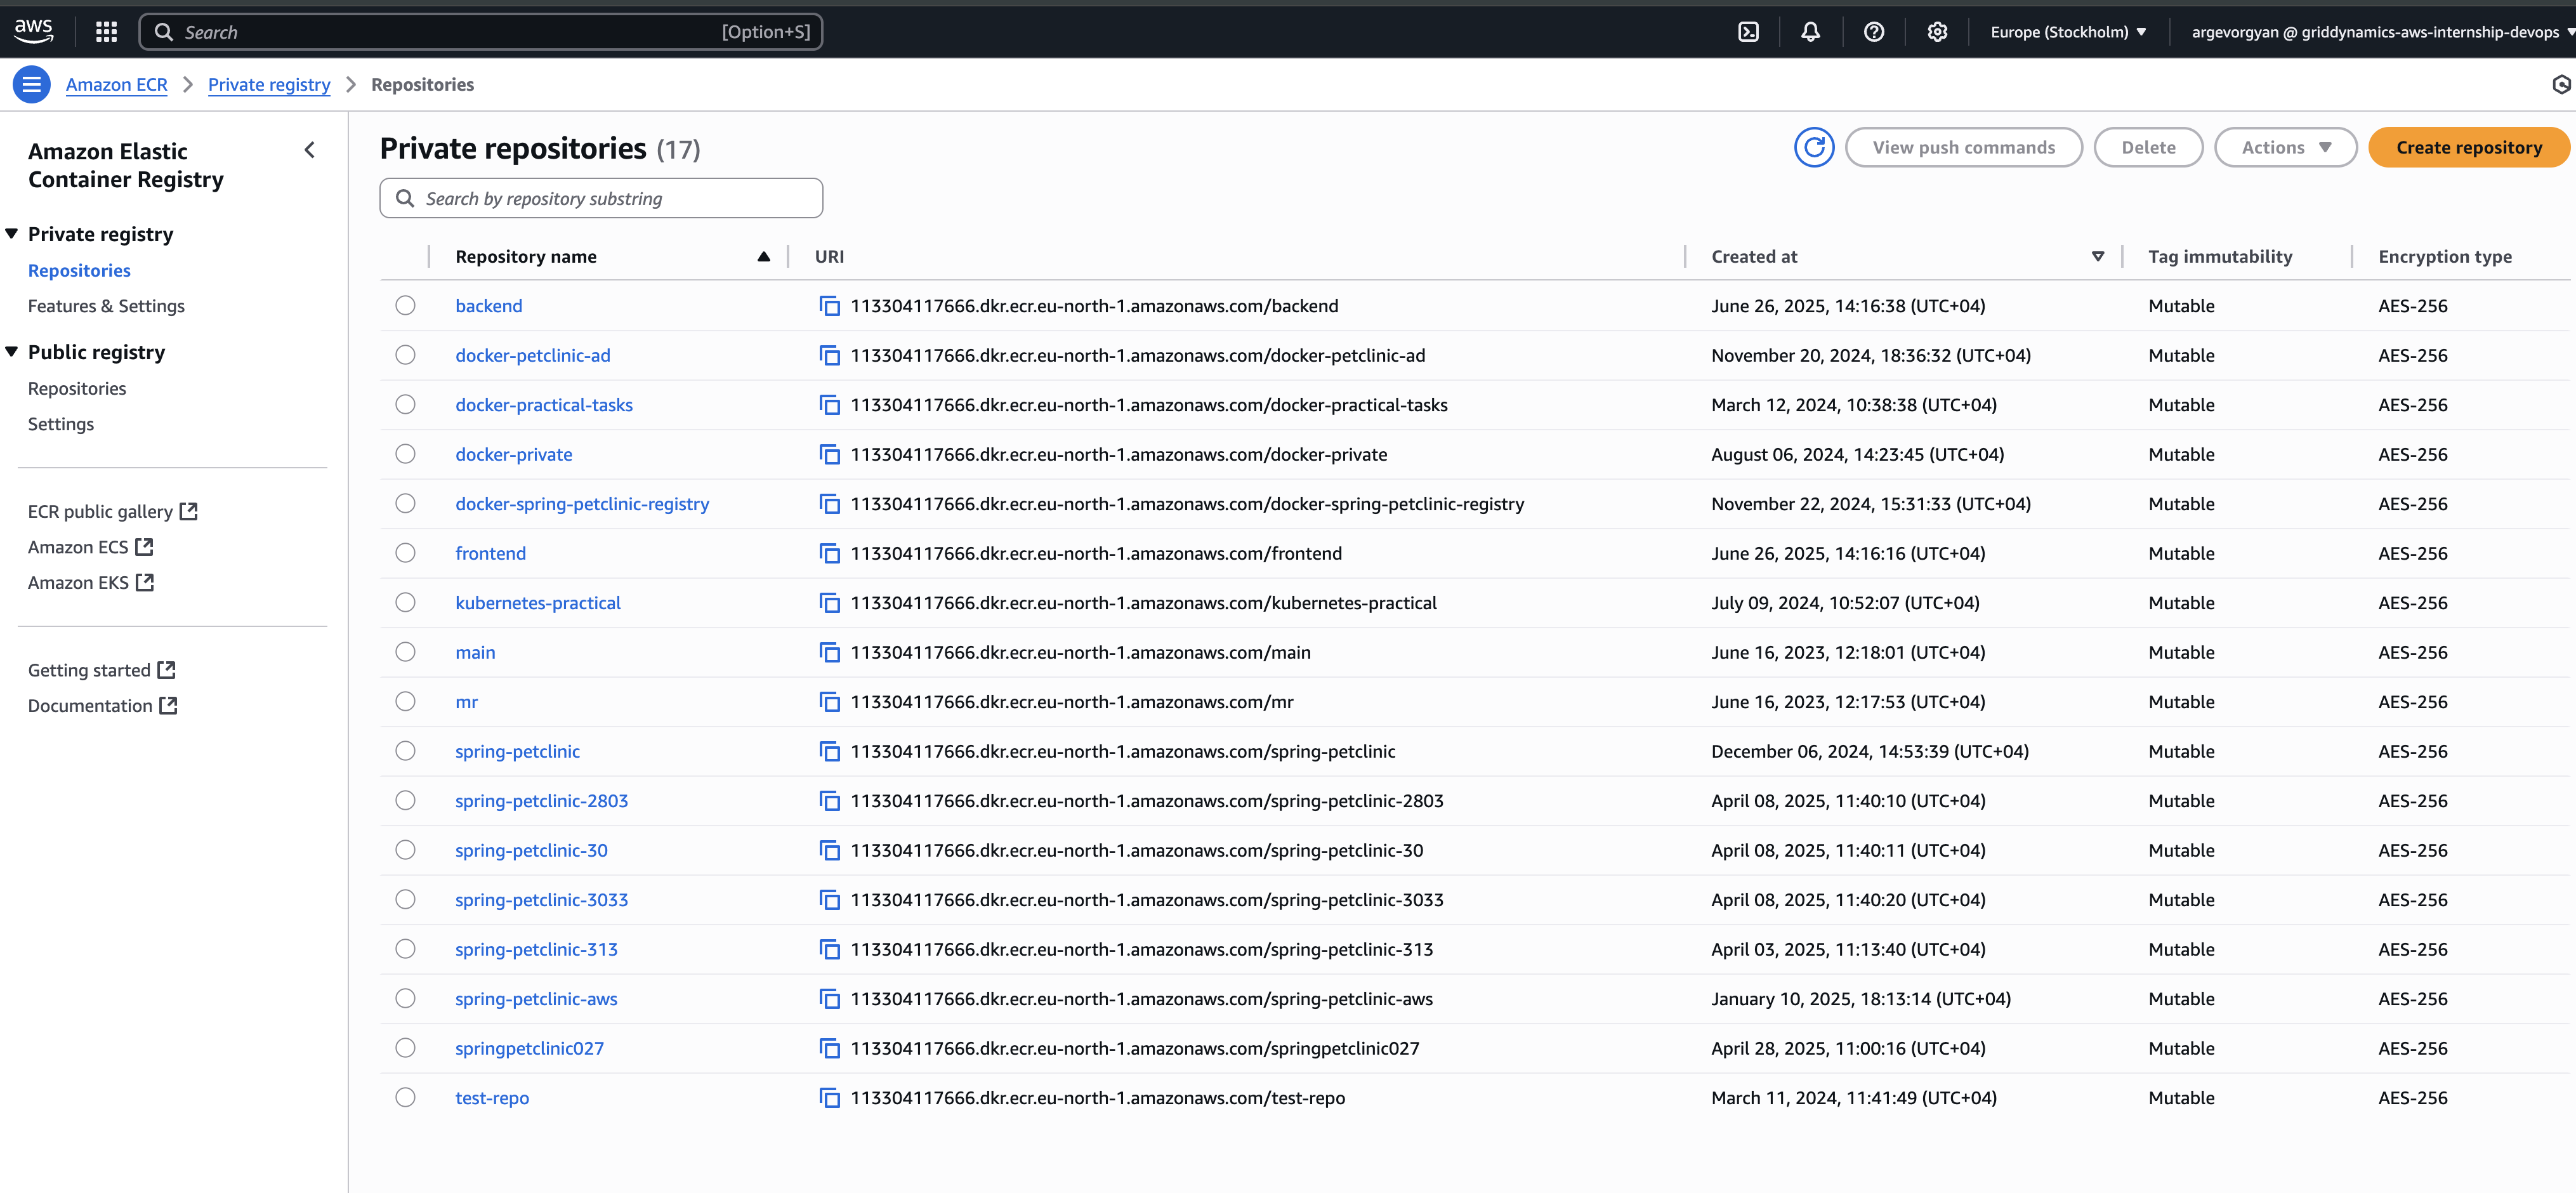 aws
Search [Option+S]
Europe (Stockholm)
argevorgyan @ griddynamics-aws-internship-devops
Amazon ECR > Private registry > Repositories
Amazon Elastic
Container Registry
Private registry
Repositories
Features & Settings
Public registry
Repositories
Settings
ECR public gallery
Amazon ECS
Amazon EKS
Getting started
Documentation
Private repositories (17)
View push commands
Delete
Actions
Create repository
Search by repository substring
Repository name URI Created at Tag immutability Encryption type
backend 113304117666.dkr.ecr.eu-north-1.amazonaws.com/backend June 26, 2025, 14:16:38 (UTC+04) Mutable AES-256
docker-petclinic-ad 113304117666.dkr.ecr.eu-north-1.amazonaws.com/docker-petclinic-ad November 20, 2024, 18:36:32 (UTC+04) Mutable AES-256
docker-practical-tasks 113304117666.dkr.ecr.eu-north-1.amazonaws.com/docker-practical-tasks March 12, 2024, 10:38:38 (UTC+04) Mutable AES-256
docker-private 113304117666.dkr.ecr.eu-north-1.amazonaws.com/docker-private August 06, 2024, 14:23:45 (UTC+04) Mutable AES-256
docker-spring-petclinic-registry 113304117666.dkr.ecr.eu-north-1.amazonaws.com/docker-spring-petclinic-registry November 22, 2024, 15:31:33 (UTC+04) Mutable AES-256
frontend 113304117666.dkr.ecr.eu-north-1.amazonaws.com/frontend June 26, 2025, 14:16:16 (UTC+04) Mutable AES-256
kubernetes-practical 113304117666.dkr.ecr.eu-north-1.amazonaws.com/kubernetes-practical July 09, 2024, 10:52:07 (UTC+04) Mutable AES-256
main 113304117666.dkr.ecr.eu-north-1.amazonaws.com/main June 16, 2023, 12:18:01 (UTC+04) Mutable AES-256
mr 113304117666.dkr.ecr.eu-north-1.amazonaws.com/mr June 16, 2023, 12:17:53 (UTC+04) Mutable AES-256
spring-petclinic 113304117666.dkr.ecr.eu-north-1.amazonaws.com/spring-petclinic December 06, 2024, 14:53:39 (UTC+04) Mutable AES-256
spring-petclinic-2803 113304117666.dkr.ecr.eu-north-1.amazonaws.com/spring-petclinic-2803 April 08, 2025, 11:40:10 (UTC+04) Mutable AES-256
spring-petclinic-30 113304117666.dkr.ecr.eu-north-1.amazonaws.com/spring-petclinic-30 April 08, 2025, 11:40:11 (UTC+04) Mutable AES-256
spring-petclinic-3033 113304117666.dkr.ecr.eu-north-1.amazonaws.com/spring-petclinic-3033 April 08, 2025, 11:40:20 (UTC+04) Mutable AES-256
spring-petclinic-313 113304117666.dkr.ecr.eu-north-1.amazonaws.com/spring-petclinic-313 April 03, 2025, 11:13:40 (UTC+04) Mutable AES-256
spring-petclinic-aws 113304117666.dkr.ecr.eu-north-1.amazonaws.com/spring-petclinic-aws January 10, 2025, 18:13:14 (UTC+04) Mutable AES-256
springpetclinic027 113304117666.dkr.ecr.eu-north-1.amazonaws.com/springpetclinic027 April 28, 2025, 11:00:16 (UTC+04) Mutable AES-256
test-repo 113304117666.dkr.ecr.eu-north-1.amazonaws.com/test-repo March 11, 2024, 11:41:49 (UTC+04) Mutable AES-256